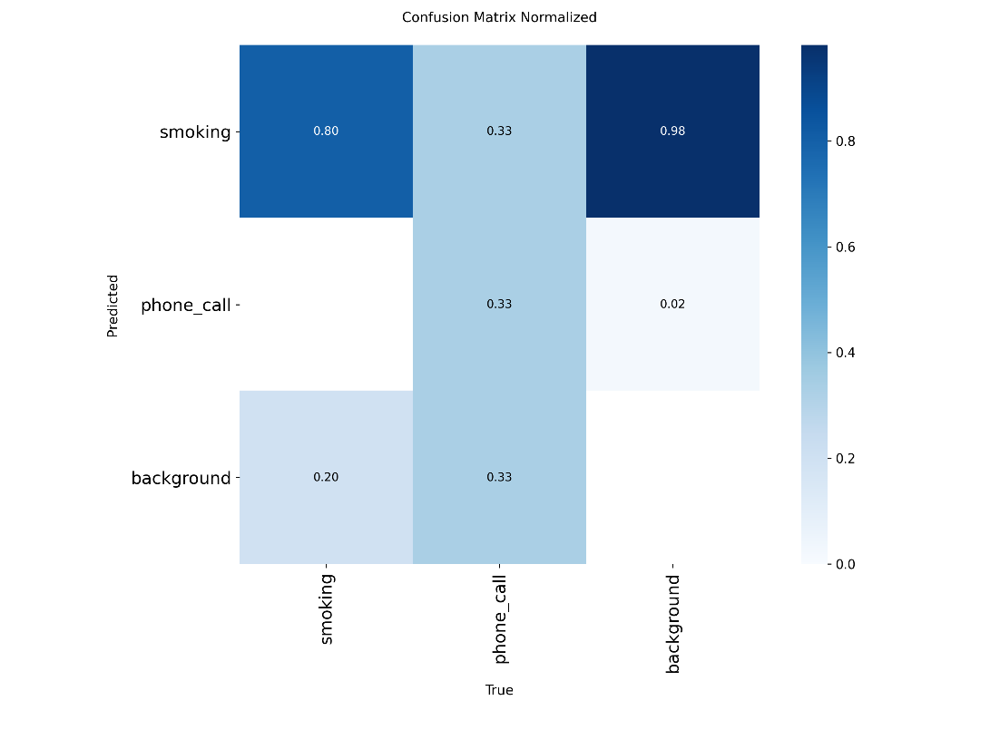 Confusion Matrix Normalized
smoking
0.80
0.33
0.98
phone_call
0.33
0.02
background
0.20
0.33
Predicted
smoking
phone_call
background
True
0.8
0.6
0.4
0.2
0.0